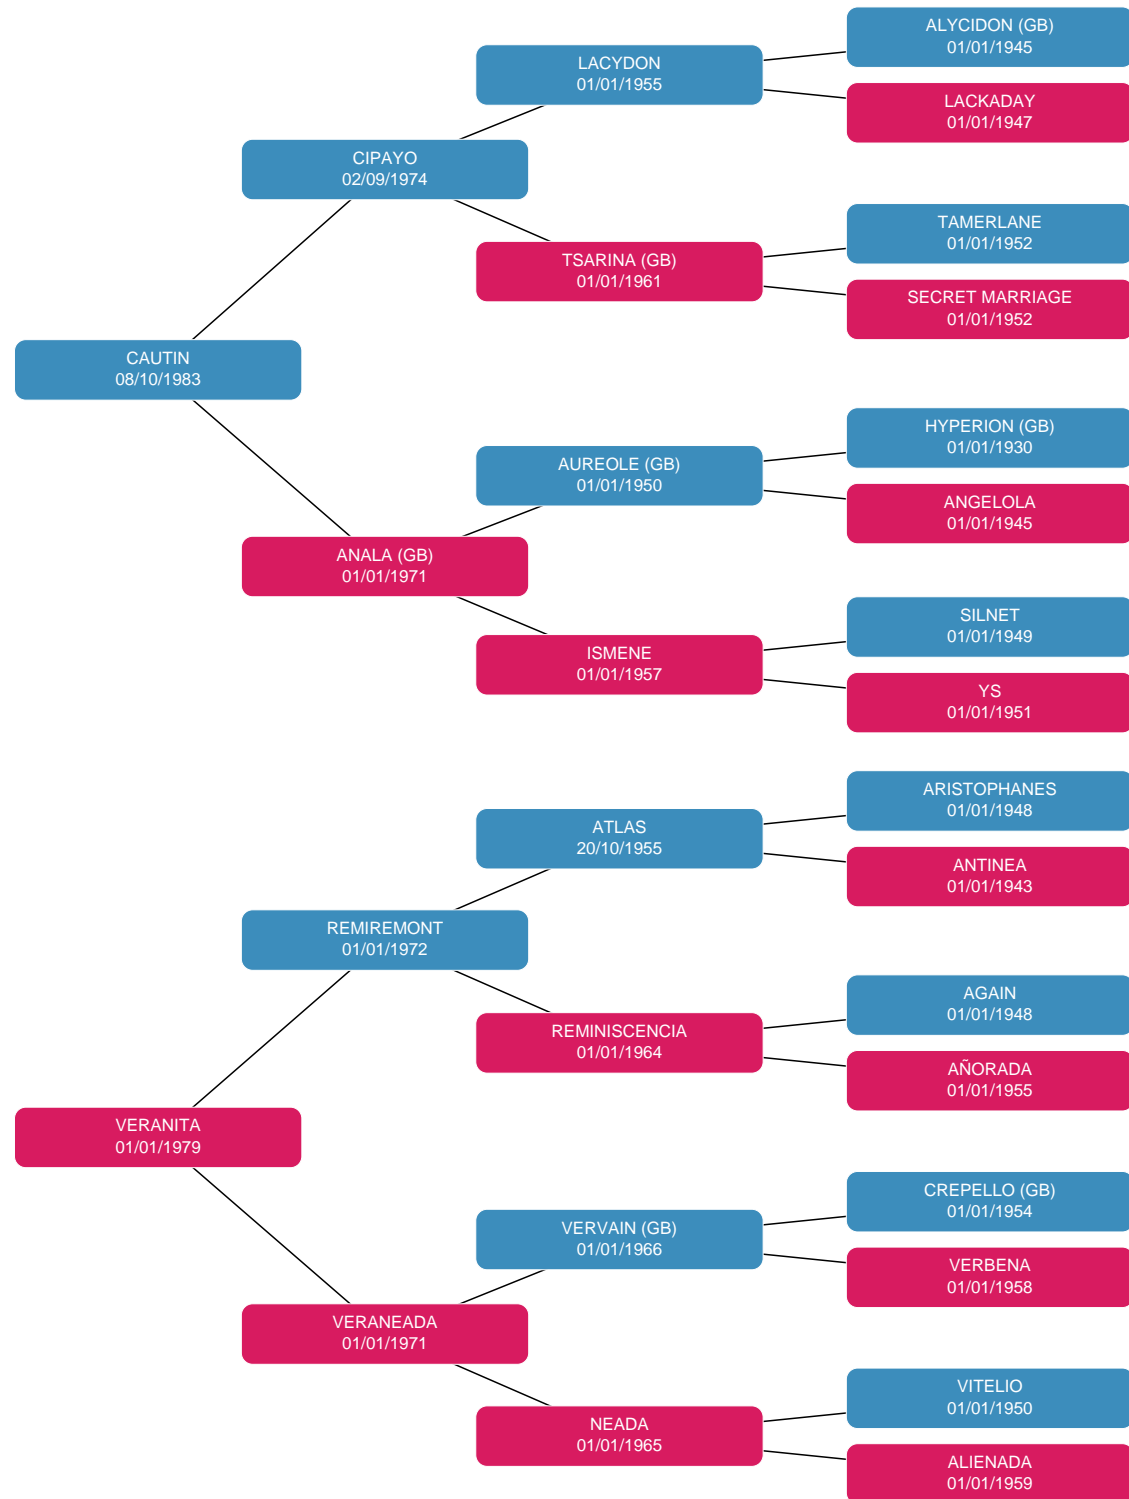 ALYCIDON (GB)
01/01/1945
LACYDON
01/01/1955
LACKADAY
01/01/1947
CIPAYO
02/09/1974
TAMERLANE
01/01/1952
TSARINA (GB)
01/01/1961
SECRET MARRIAGE
01/01/1952
CAUTIN
08/10/1983
HYPERION (GB)
01/01/1930
AUREOLE (GB)
01/01/1950
ANGELOLA
01/01/1945
ANALA (GB)
01/01/1971
SILNET
01/01/1949
ISMENE
01/01/1957
YS
01/01/1951
ARISTOPHANES
01/01/1948
ATLAS
20/10/1955
ANTINEA
01/01/1943
REMIREMONT
01/01/1972
AGAIN
01/01/1948
REMINISCENCIA
01/01/1964
AÑORADA
01/01/1955
VERANITA
01/01/1979
CREPELLO (GB)
01/01/1954
VERVAIN (GB)
01/01/1966
VERBENA
01/01/1958
VERANEADA
01/01/1971
VITELIO
01/01/1950
NEADA
01/01/1965
ALIENADA
01/01/1959